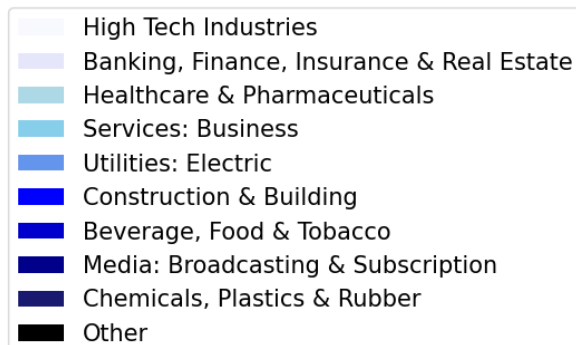 High Tech Industries
Banking, Finance, Insurance & Real Estate
Healthcare & Pharmaceuticals
Services: Business
Utilities: Electric
Construction & Building
Beverage, Food & Tobacco
Media: Broadcasting & Subscription
Chemicals, Plastics & Rubber
Other